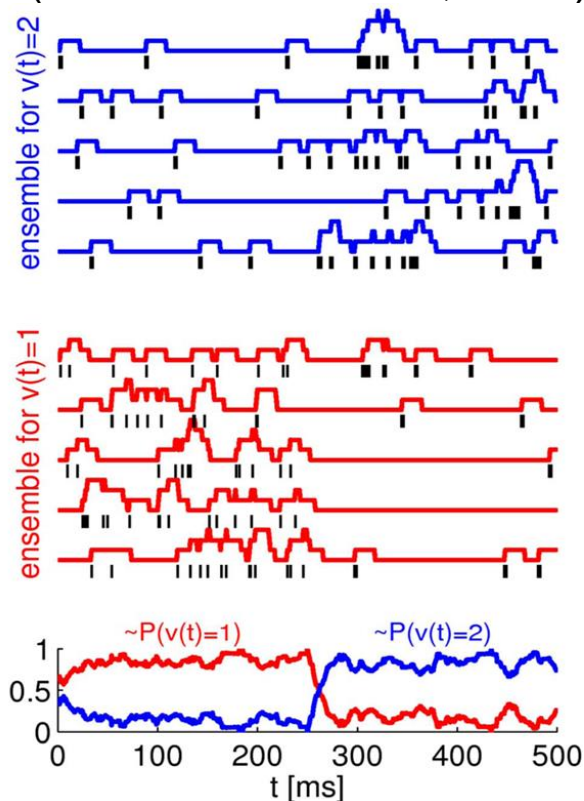 ensemble for v(t)=2
ensemble for v(t)=1
~P(v(t)=1)
~P(v(t)=2)
1
0.5
0
0 100 200 300 400 500
t [ms]